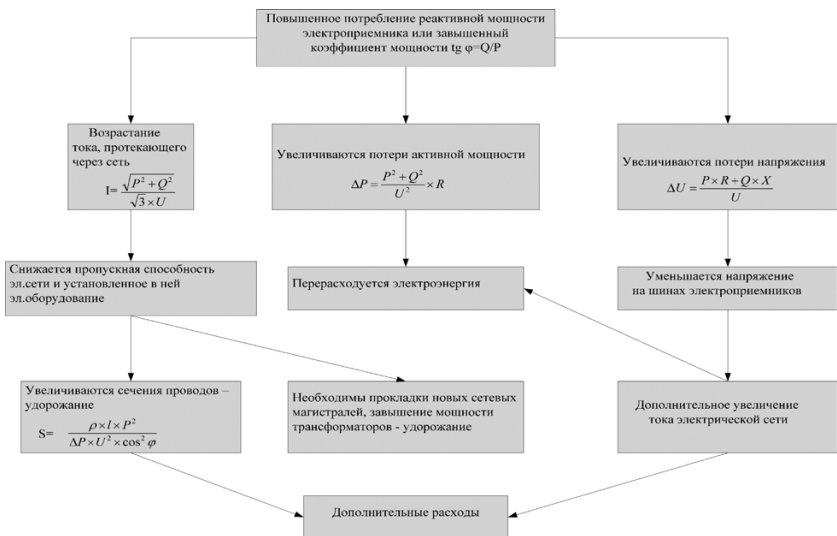 Повышенное потребление реактивной мощности
электроприемника или завышенный
коэффициент мощности tg φ=Q/P
Возрастание
тока, протекающего
через сеть
I= √(P² + Q²) / (√3 × U)
Увеличиваются потери активной мощности
ΔP = (P² + Q²) / U² × R
Увеличиваются потери напряжения
ΔU = (P × R + Q × X) / U
Снижается пропускная способность
эл.сети и установленное в ней
эл.оборудование
Перерасходуется электроэнергия
Уменьшается напряжение
на шинах электроприемников
Увеличиваются сечения проводов –
удорожание
S= (ρ × l × P²) / (ΔP × U² × cos² φ)
Необходимы прокладки новых сетевых
магистралей, завышение мощности
трансформаторов - удорожание
Дополнительное увеличение
тока электрической сети
Дополнительные расходы